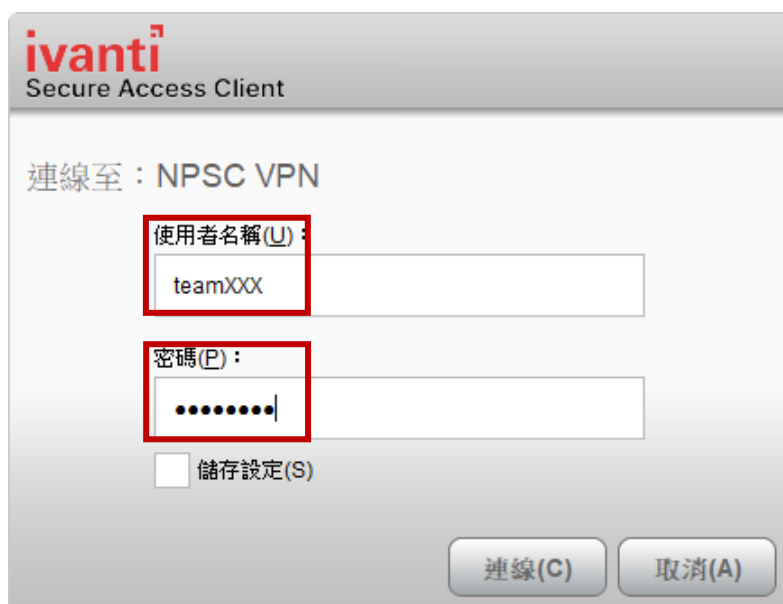 ivanti
Secure Access Client
連線至：NPSC VPN
使用者名稱(U)：
teamXXX
密碼(P)：
••••••••
儲存設定(S)
連線(C) 取消(A)